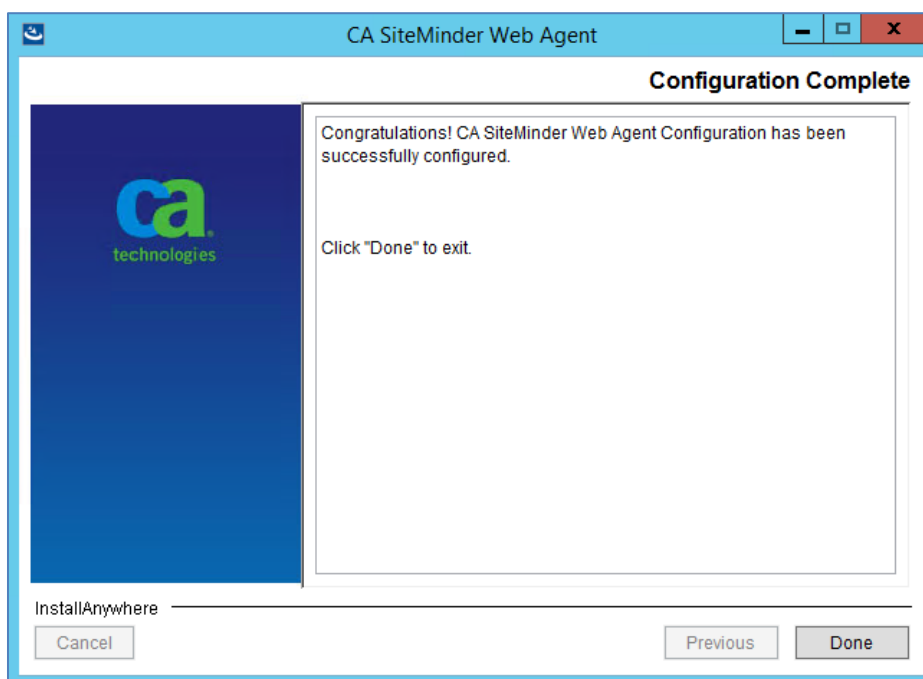 CA SiteMinder Web Agent
Configuration Complete
ca
technologies
Congratulations! CA SiteMinder Web Agent Configuration has been
successfully configured.
Click "Done" to exit.
InstallAnywhere
Cancel
Previous
Done